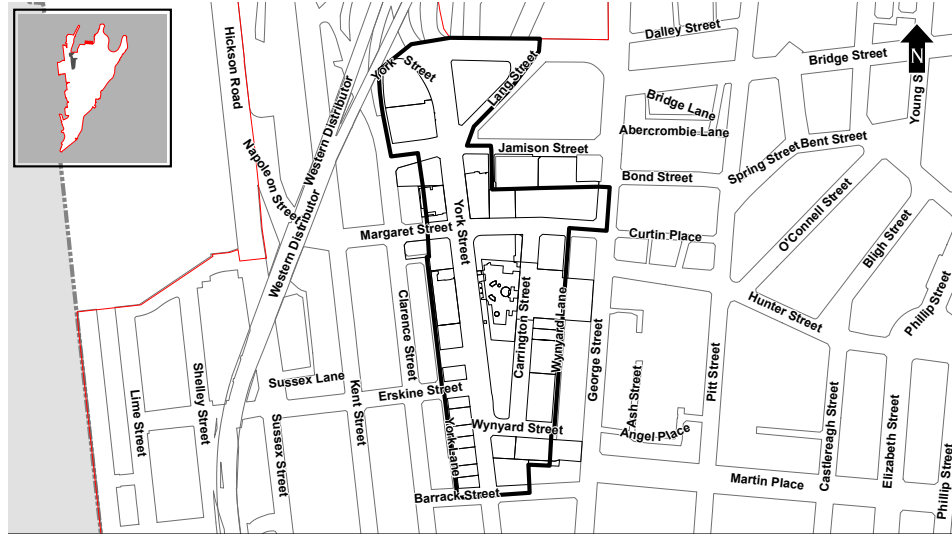 Dalley Street
Hickson Road
York Street
Bridge Street
N
Young S
Lang Street
Western Distributor
Bridge Lane
Abercrombie Lane
Spring Street
Bent Street
Jamison Street
Napole on Street
Bond Street
O'Connell Street
Bligh Street
Margaret Street
York Street
Curtin Place
Western Distributor
Phillip Street
Hunter Street
Clarence Street
Carrington Street
Wynyard Lane
George Street
Pitt Street
Ash Street
Sussex Lane
Erskine Street
Kent Street
Shelley Street
Lime Street
Sussex Street
York Lane
Wynyard Street
Angel Place
Castlereagh Street
Elizabeth Street
Martin Place
Barrack Street
Phillip Street